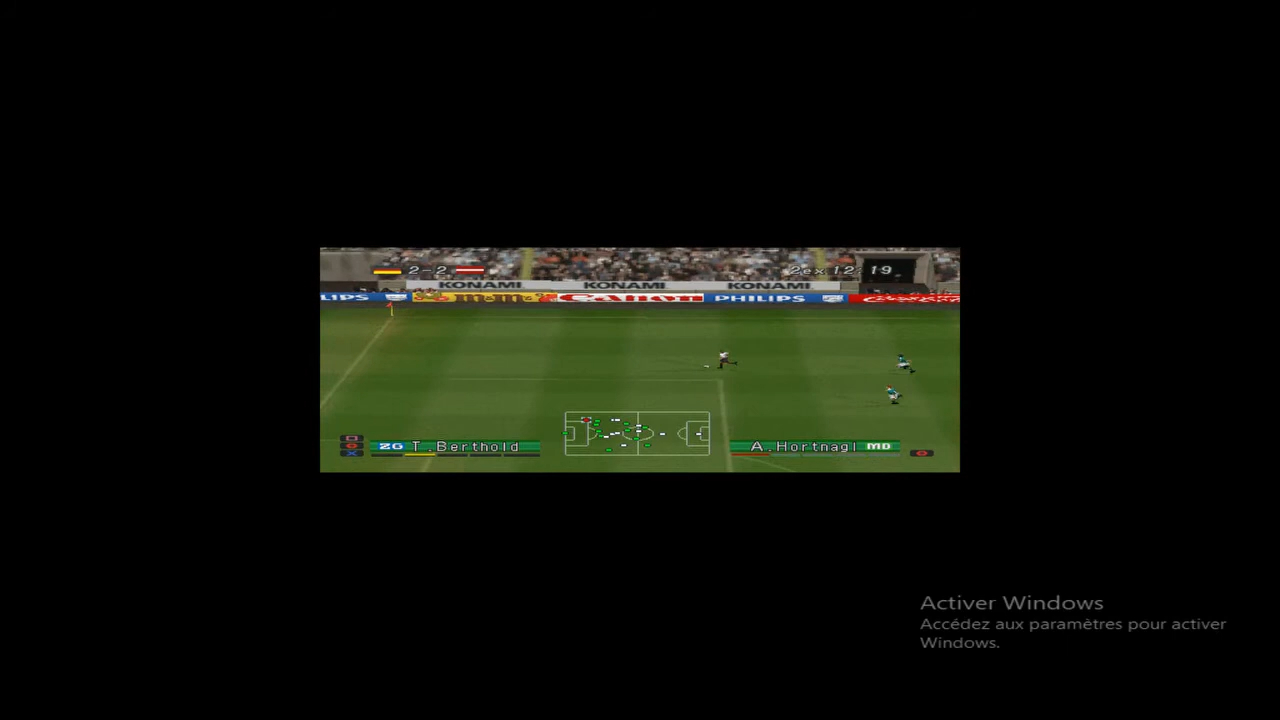 2-2
2ex 12:19
KONAMI KONAMI KONAMI
LIPS Canon PHILIPS
ZG T.Berthold
A.Hortnagl MD
Activer Windows
Accédez aux paramètres pour activer
Windows.